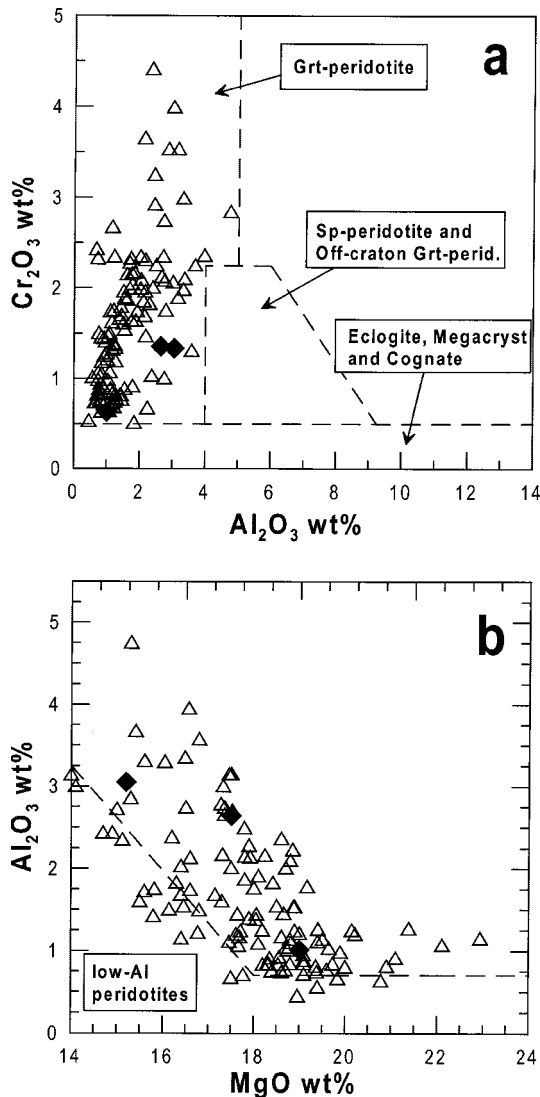 5
a
Grt-peridotite
4
3
Sp-peridotite and
Off-craton Grt-perid.
Cr₂O₃ wt%
2
Eclogite, Megacryst
and Cognate
1
0
0 2 4 6 8 10 12 14
Al₂O₃ wt%
b
5
4
3
Al₂O₃ wt%
2
1
low-Al
peridotites
0
14 16 18 20 22 24
MgO wt%